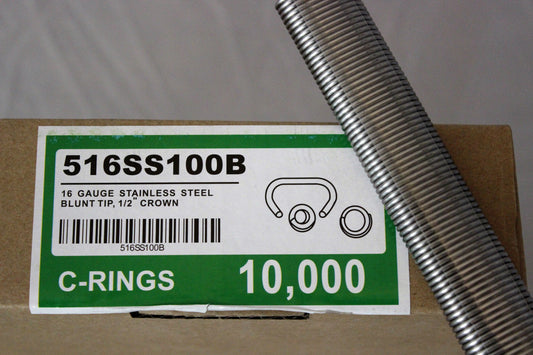 516SS100B
16 GAUGE STAINLESS STEEL
BLUNT TIP, 1/2" CROWN
516SS100B
C-RINGS
10,000